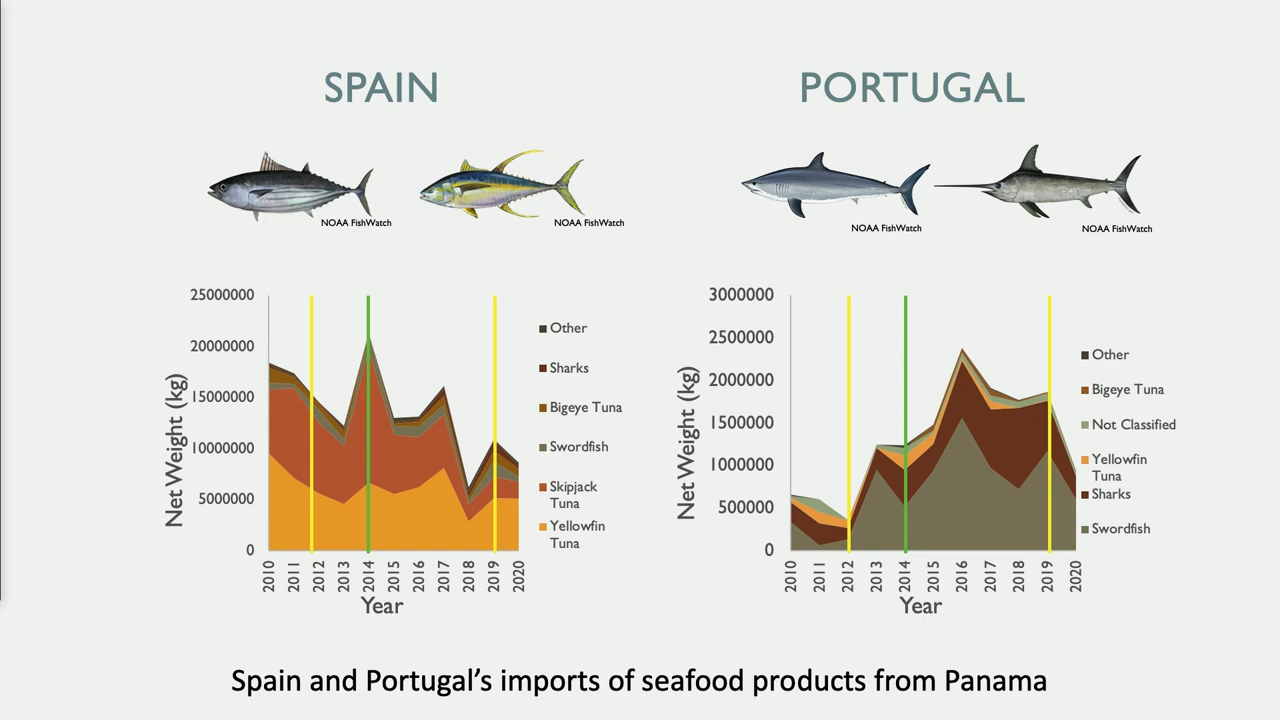 SPAIN
PORTUGAL
NOAA FishWatch
NOAA FishWatch
NOAA FishWatch
NOAA FishWatch
Net Weight (kg)
25000000
20000000
15000000
10000000
5000000
0
2010
2011
2012
2013
2014
2015
2016
2017
2018
2019
2020
Year
Other
Sharks
Bigeye Tuna
Swordfish
Skipjack
Tuna
Yellowfin
Tuna
Net Weight (kg)
3000000
2500000
2000000
1500000
1000000
500000
0
2010
2011
2012
2013
2014
2015
2016
2017
2018
2019
2020
Year
Other
Bigeye Tuna
Not Classified
Yellowfin
Tuna
Sharks
Swordfish
Spain and Portugal’s imports of seafood products from Panama